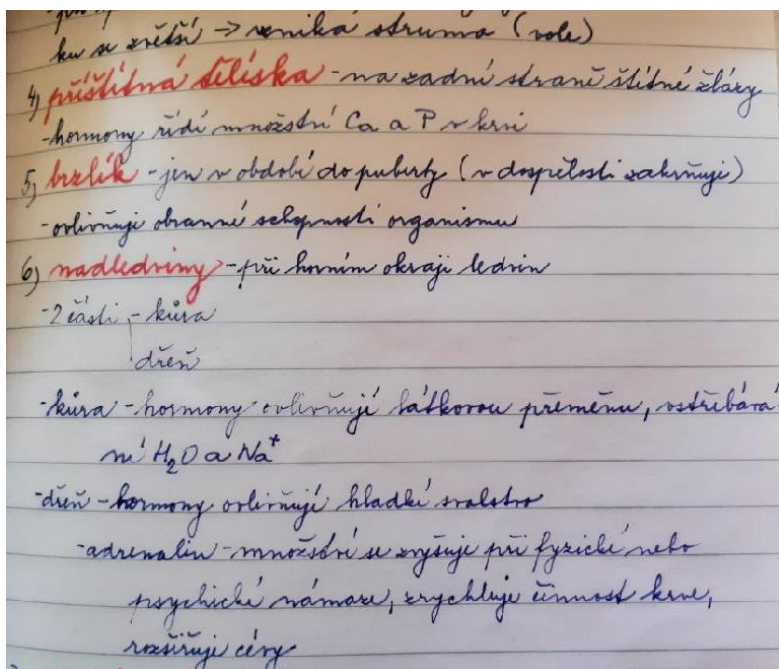 ku se zvětší → vzniká struma (vole)
4) příštítná tělíska - na zadní straně štítné žlázy
- hormony řídí množství Ca a P v krvi
5) brzlík - jen v období do puberty (v dospělosti zakrňuje)
- ovlivňuje obranné schopnosti organismu
6) nadledviny - při horním okraji ledvin
- 2 části - kůra
dřeň
- kůra - hormony ovlivňují látkovou přeměnu, vstřebává
ní H₂O a Na⁺
- dřeň - hormony ovlivňují hladké svalstvo
- adrenalin - množství se zvyšuje při fyzické nebo
psychické námaze, zrychluje činnost krve,
rozšiřuje cévy